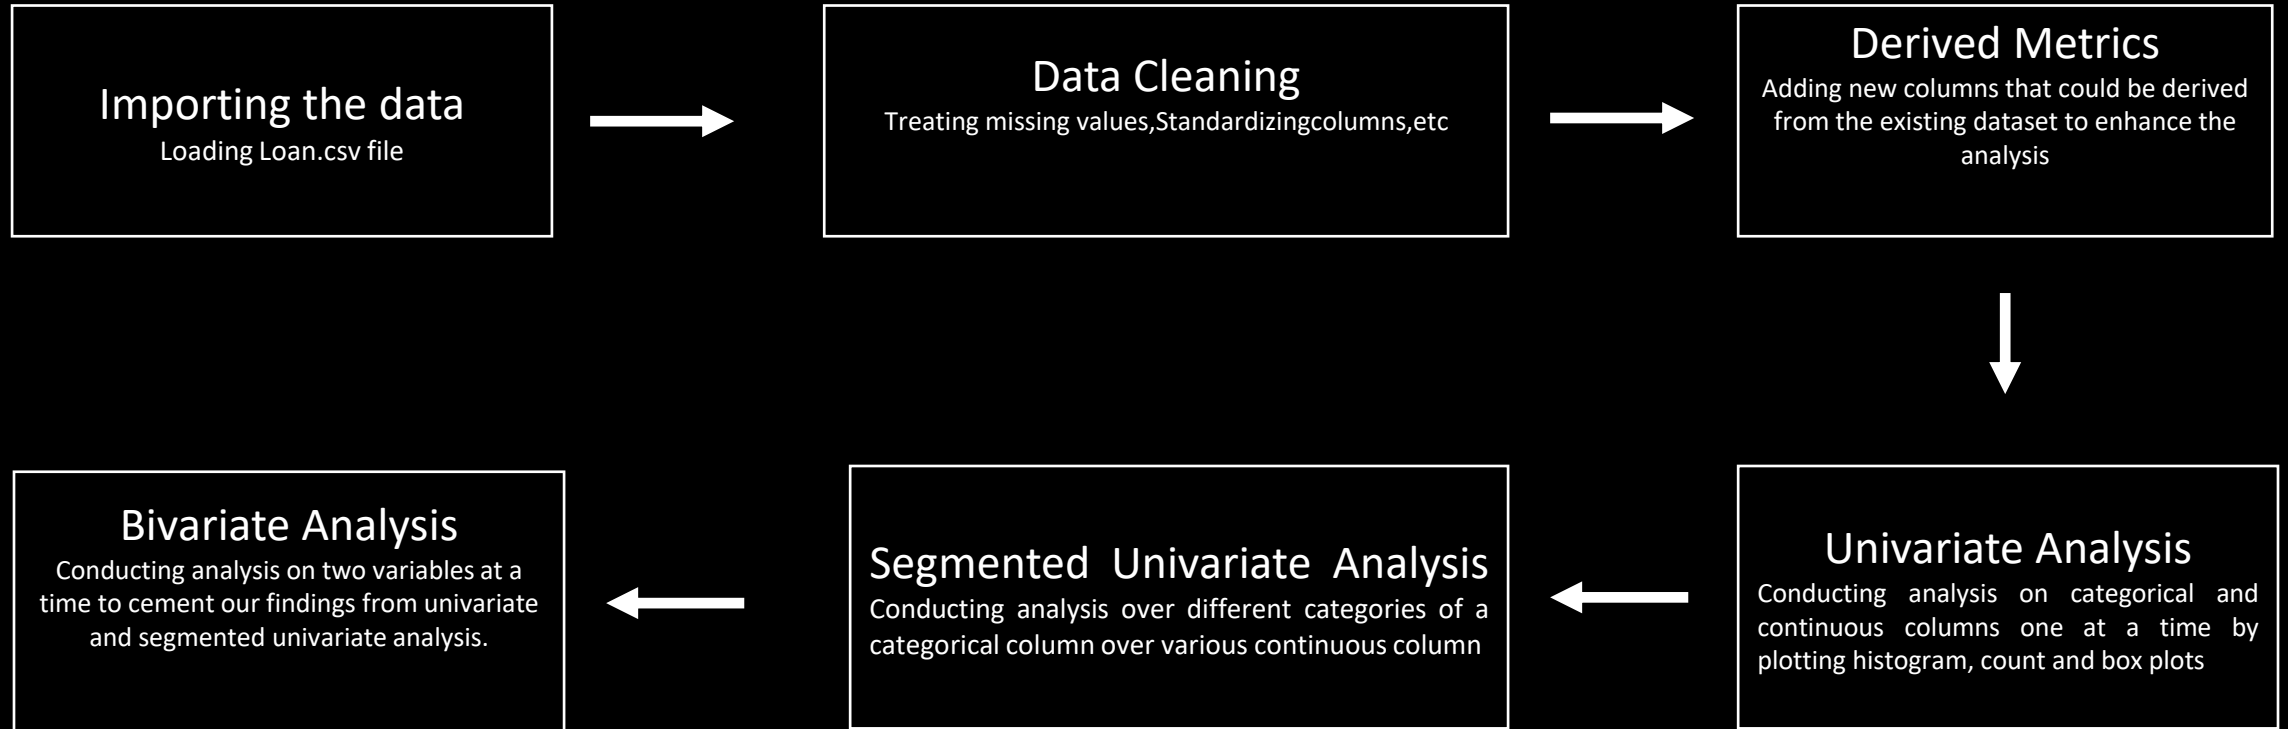 Importing the data
Loading Loan.csv file
Data Cleaning
Treating missing values,Standardizingcolumns,etc
Derived Metrics
Adding new columns that could be derived
from the existing dataset to enhance the
analysis
Univariate Analysis
Conducting analysis on categorical and
continuous columns one at a time by
plotting histogram, count and box plots
Segmented Univariate Analysis
Conducting analysis over different categories of a
categorical column over various continuous column
Bivariate Analysis
Conducting analysis on two variables at a
time to cement our findings from univariate
and segmented univariate analysis.